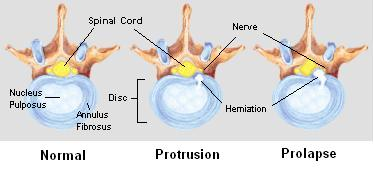 Spinal Cord
Nerve
Nucleus
Pulposus
Annulus
Fibrosus
Disc
Herniation
Normal
Protrusion
Prolapse